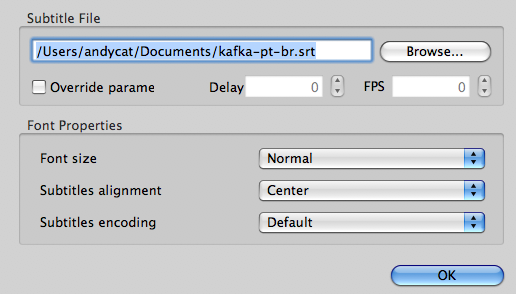 Subtitle File
/Users/andycat/Documents/kafka-pt-br.srt Browse...
Override parame Delay 0 FPS 0
Font Properties
Font size Normal
Subtitles alignment Center
Subtitles encoding Default
OK